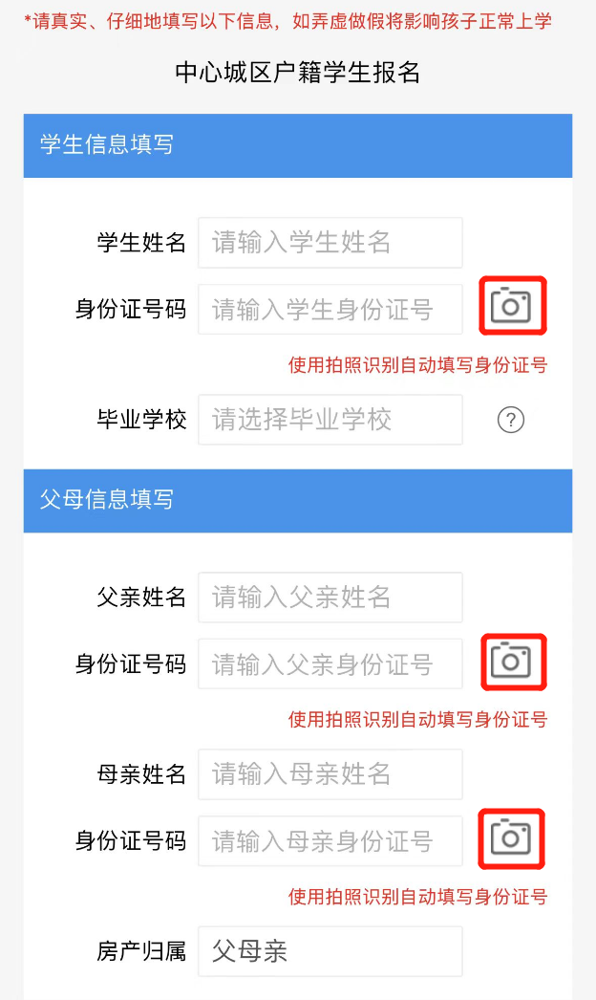 *请真实、仔细地填写以下信息，如弄虚做假将影响孩子正常上学
中心城区户籍学生报名
学生信息填写
学生姓名 请输入学生姓名
身份证号码 请输入学生身份证号
使用拍照识别自动填写身份证号
毕业学校 请选择毕业学校 ?
父母信息填写
父亲姓名 请输入父亲姓名
身份证号码 请输入父亲身份证号
使用拍照识别自动填写身份证号
母亲姓名 请输入母亲姓名
身份证号码 请输入母亲身份证号
使用拍照识别自动填写身份证号
房产归属 父母亲